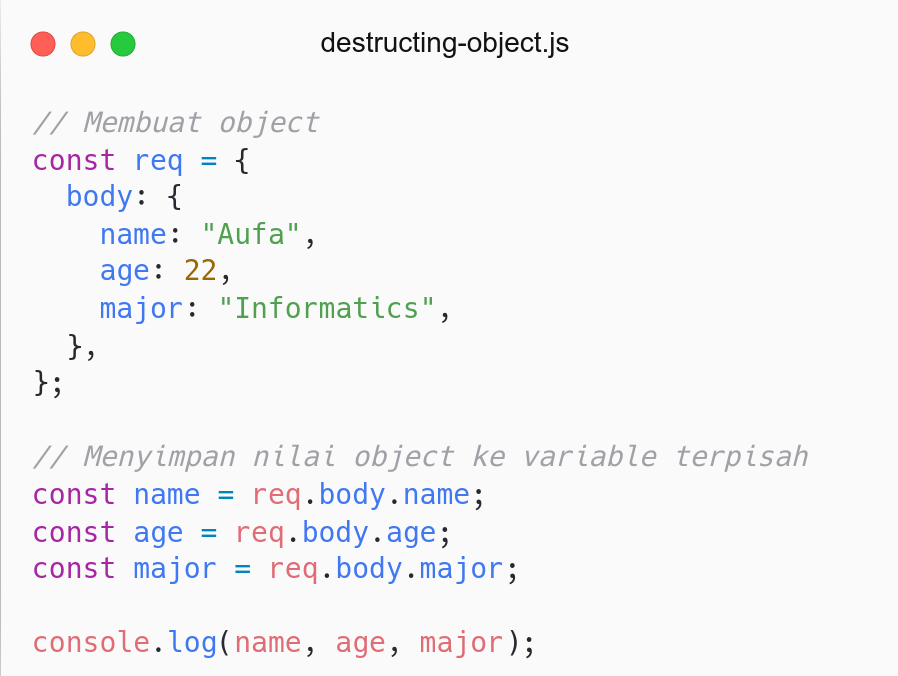 destructing-object.js
// Membuat object
const req = {
  body: {
    name: "Aufa",
    age: 22,
    major: "Informatics",
  },
};
// Menyimpan nilai object ke variable terpisah
const name = req.body.name;
const age = req.body.age;
const major = req.body.major;
console.log(name, age, major);